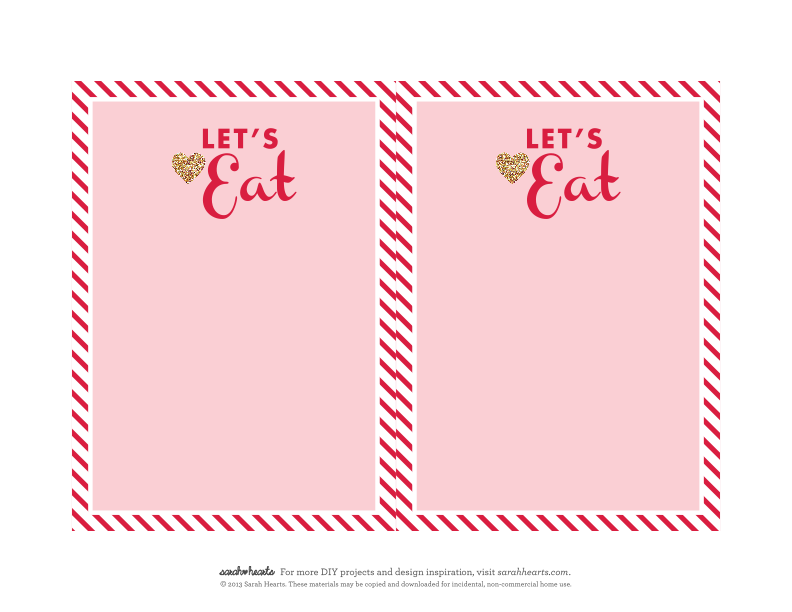 LET'S
Eat
LET'S
Eat
sarah hearts For more DIY projects and design inspiration, visit sarahhearts.com.
© 2013 Sarah Hearts. These materials may be copied and downloaded for incidental, non-commercial home use.